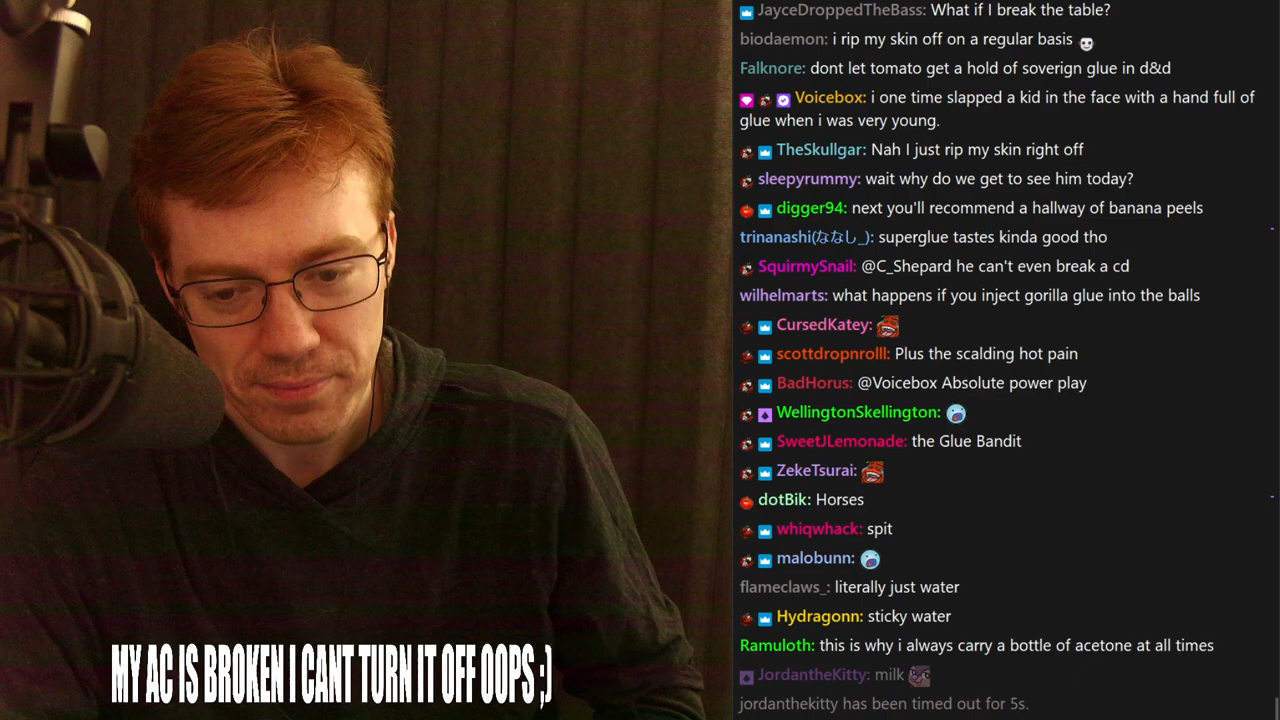 JayceDroppedTheBass: What if I break the table?
biodaemon: i rip my skin off on a regular basis
Falknore: dont let tomato get a hold of soverign glue in d&d
Voicebox: i one time slapped a kid in the face with a hand full of
glue when i was very young.
TheSkullgar: Nah I just rip my skin right off
sleepyrummy: wait why do we get to see him today?
digger94: next you'll recommend a hallway of banana peels
trinanashi(ななし_): superglue tastes kinda good tho
SquirmySnail: @C_Shepard he can't even break a cd
wilhelmarts: what happens if you inject gorilla glue into the balls
CursedKatey:
scottdropnrolll: Plus the scalding hot pain
BadHorus: @Voicebox Absolute power play
WellingtonSkellington:
SweetJLemonade: the Glue Bandit
ZekeTsurai:
dotBik: Horses
whiqwhack: spit
malobunn:
flameclaws_: literally just water
Hydragonn: sticky water
Ramuloth: this is why i always carry a bottle of acetone at all times
JordantheKitty: milk
jordanthekitty has been timed out for 5s.
MY AC IS BROKEN I CANT TURN IT OFF OOPS ;)